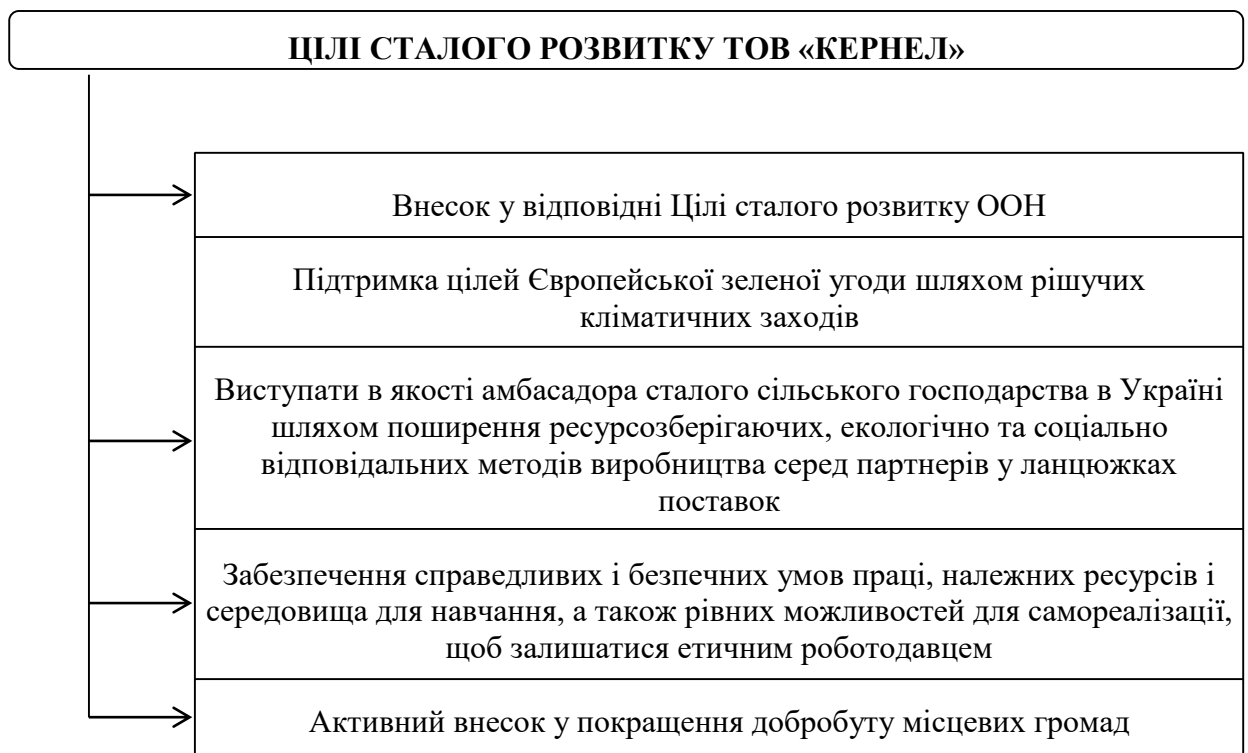 ЦІЛІ СТАЛОГО РОЗВИТКУ ТОВ «КЕРНЕЛ»
Внесок у відповідні Цілі сталого розвитку ООН
Підтримка цілей Європейської зеленої угоди шляхом рішучих
кліматичних заходів
Виступати в якості амбасадора сталого сільського господарства в Україні
шляхом поширення ресурсозберігаючих, екологічно та соціально
відповідальних методів виробництва серед партнерів у ланцюжках
поставок
Забезпечення справедливих і безпечних умов праці, належних ресурсів і
середовища для навчання, а також рівних можливостей для самореалізації,
щоб залишатися етичним роботодавцем
Активний внесок у покращення добробуту місцевих громад